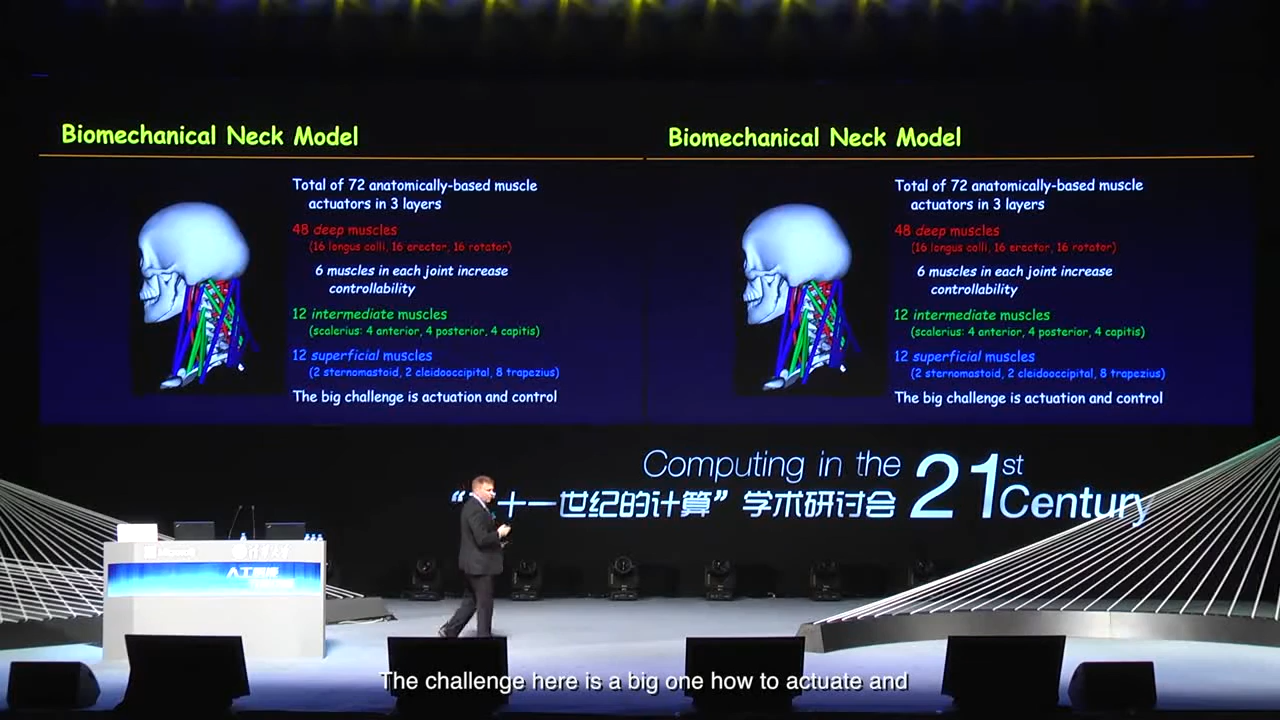 Biomechanical Neck Model
Total of 72 anatomically-based muscle
actuators in 3 layers
48 deep muscles
(16 longus colli, 16 erector, 16 rotator)
6 muscles in each joint increase
controllability
12 intermediate muscles
(scalerius: 4 anterior, 4 posterior, 4 capitis)
12 superficial muscles
(2 sternomastoid, 2 cleidooccipital, 8 trapezius)
The big challenge is actuation and control
Biomechanical Neck Model
Total of 72 anatomically-based muscle
actuators in 3 layers
48 deep muscles
(16 longus colli, 16 erector, 16 rotator)
6 muscles in each joint increase
controllability
12 intermediate muscles
(scalerius: 4 anterior, 4 posterior, 4 capitis)
12 superficial muscles
(2 sternomastoid, 2 cleidooccipital, 8 trapezius)
The big challenge is actuation and control
Computing in the 21st Century
十一世纪的计算”学术研讨会
Microsoft
The challenge here is a big one how to actuate and